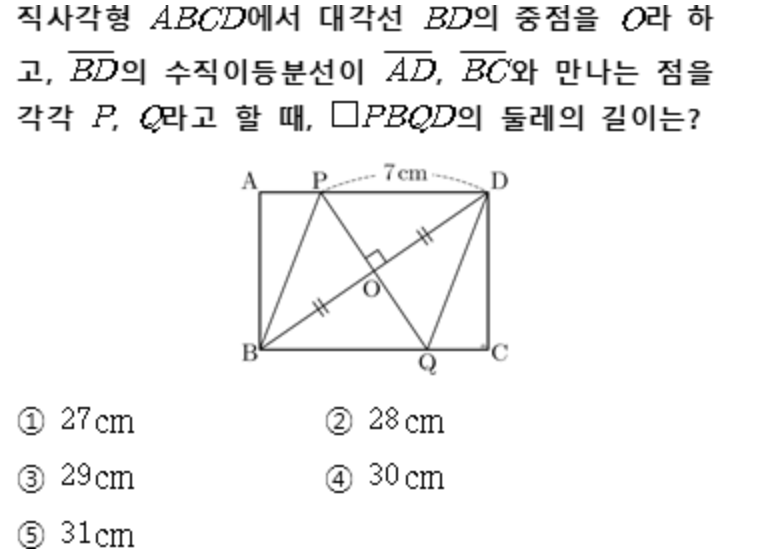 직사각형 ABCD에서 대각선 BD의 중점을 O라 하
고, BD의 수직이등분선이 AD, BC와 만나는 점을
각각 P, Q라고 할 때, □PBQD의 둘레의 길이는?
A P 7cm D
O
B Q C
① 27cm ② 28cm
③ 29cm ④ 30cm
⑤ 31cm